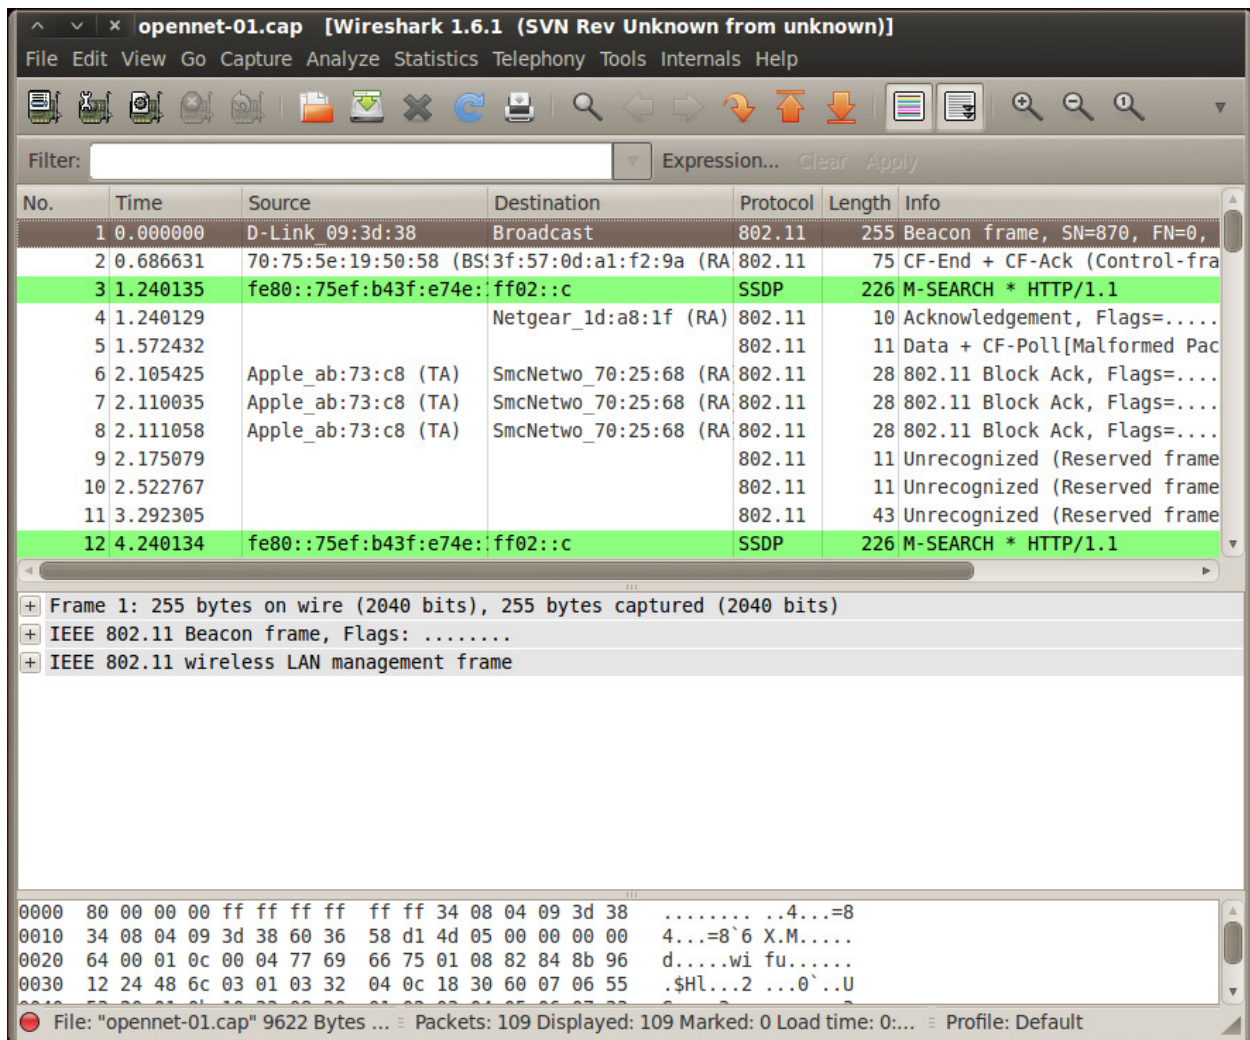 opennet-01.cap [Wireshark 1.6.1 (SVN Rev Unknown from unknown)]
File Edit View Go Capture Analyze Statistics Telephony Tools Internals Help
Filter: Expression... Clear Apply
No. Time Source Destination Protocol Length Info
1 0.000000 D-Link_09:3d:38 Broadcast 802.11 255 Beacon frame, SN=870, FN=0,
2 0.686631 70:75:5e:19:50:58 (BS 3f:57:0d:a1:f2:9a (RA 802.11 75 CF-End + CF-Ack (Control-fra
3 1.240135 fe80::75ef:b43f:e74e: ff02::c SSDP 226 M-SEARCH * HTTP/1.1
4 1.240129 Netgear_1d:a8:1f (RA) 802.11 10 Acknowledgement, Flags=.....
5 1.572432 802.11 11 Data + CF-Poll[Malformed Pac
6 2.105425 Apple_ab:73:c8 (TA) SmcNetwo_70:25:68 (RA 802.11 28 802.11 Block Ack, Flags=....
7 2.110035 Apple_ab:73:c8 (TA) SmcNetwo_70:25:68 (RA 802.11 28 802.11 Block Ack, Flags=....
8 2.111058 Apple_ab:73:c8 (TA) SmcNetwo_70:25:68 (RA 802.11 28 802.11 Block Ack, Flags=....
9 2.175079 802.11 11 Unrecognized (Reserved frame
10 2.522767 802.11 11 Unrecognized (Reserved frame
11 3.292305 802.11 43 Unrecognized (Reserved frame
12 4.240134 fe80::75ef:b43f:e74e: ff02::c SSDP 226 M-SEARCH * HTTP/1.1
Frame 1: 255 bytes on wire (2040 bits), 255 bytes captured (2040 bits)
IEEE 802.11 Beacon frame, Flags: ........
IEEE 802.11 wireless LAN management frame
0000 80 00 00 00 ff ff ff ff ff ff 34 08 04 09 3d 38 ........ ..4...=8
0010 34 08 04 09 3d 38 60 36 58 d1 4d 05 00 00 00 00 4...=8`6 X.M.....
0020 64 00 01 0c 00 04 77 69 66 75 01 08 82 84 8b 96 d.....wi fu......
0030 12 24 48 6c 03 01 03 32 04 0c 18 30 60 07 06 55 .$Hl...2 ...0`..U
File: "opennet-01.cap" 9622 Bytes ... Packets: 109 Displayed: 109 Marked: 0 Load time: 0:... Profile: Default